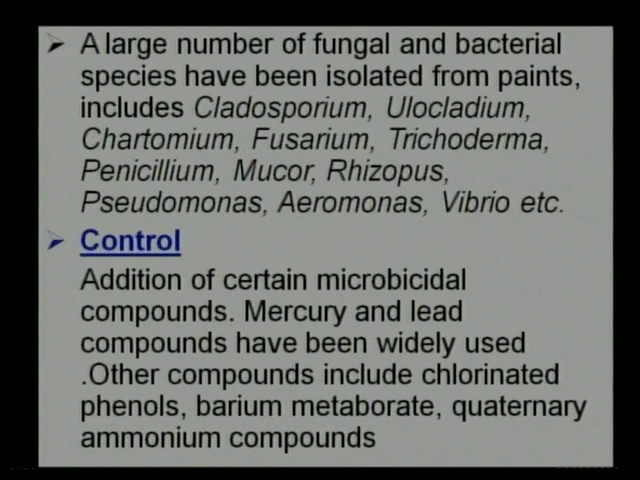 A large number of fungal and bacterial
species have been isolated from paints,
includes Cladosporium, Ulocladium,
Chartomium, Fusarium, Trichoderma,
Penicillium, Mucor, Rhizopus,
Pseudomonas, Aeromonas, Vibrio etc.
Control
Addition of certain microbicidal
compounds. Mercury and lead
compounds have been widely used
.Other compounds include chlorinated
phenols, barium metaborate, quaternary
ammonium compounds